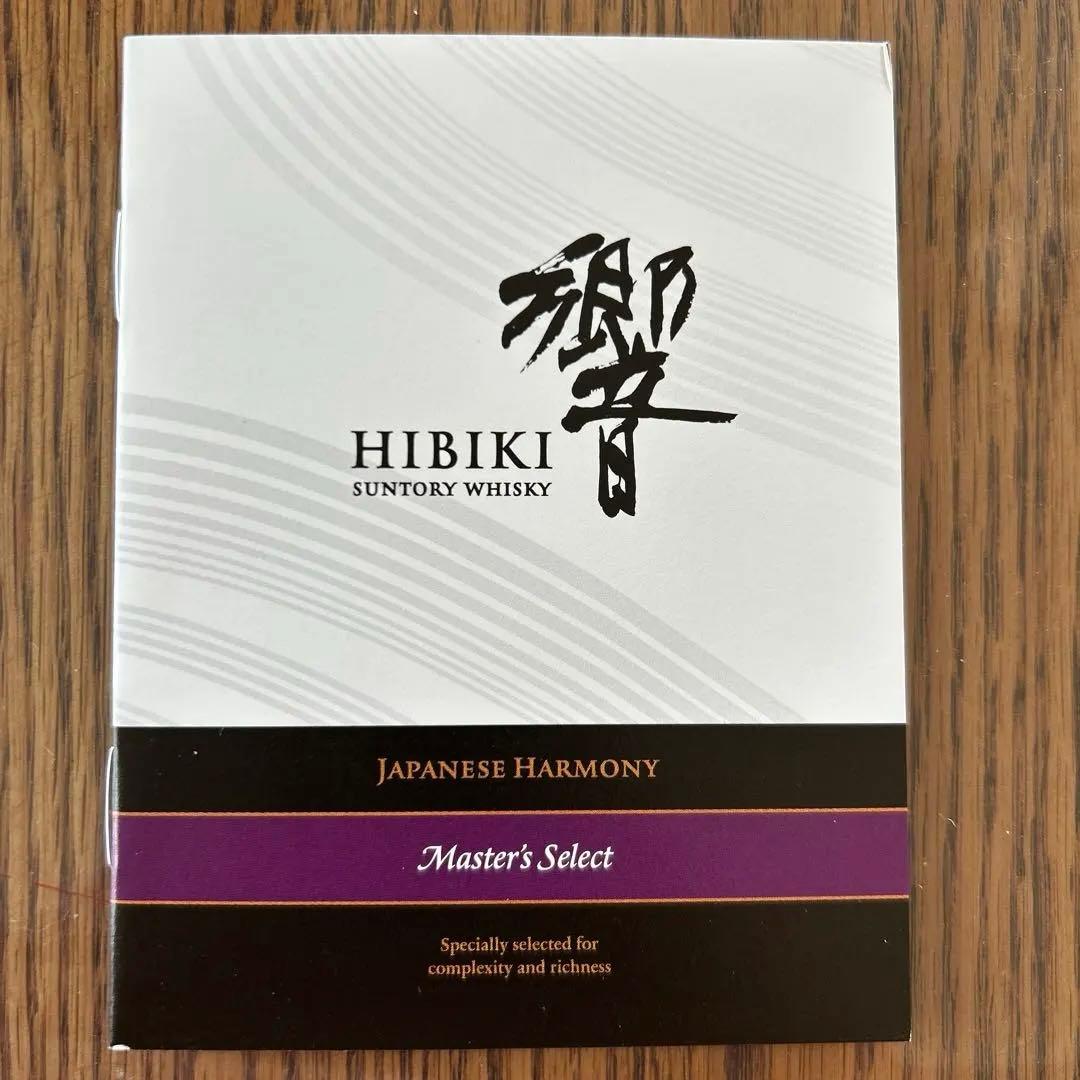 響
HIBIKI
SUNTORY WHISKY
JAPANESE HARMONY
Master's Select
Specially selected for
complexity and richness